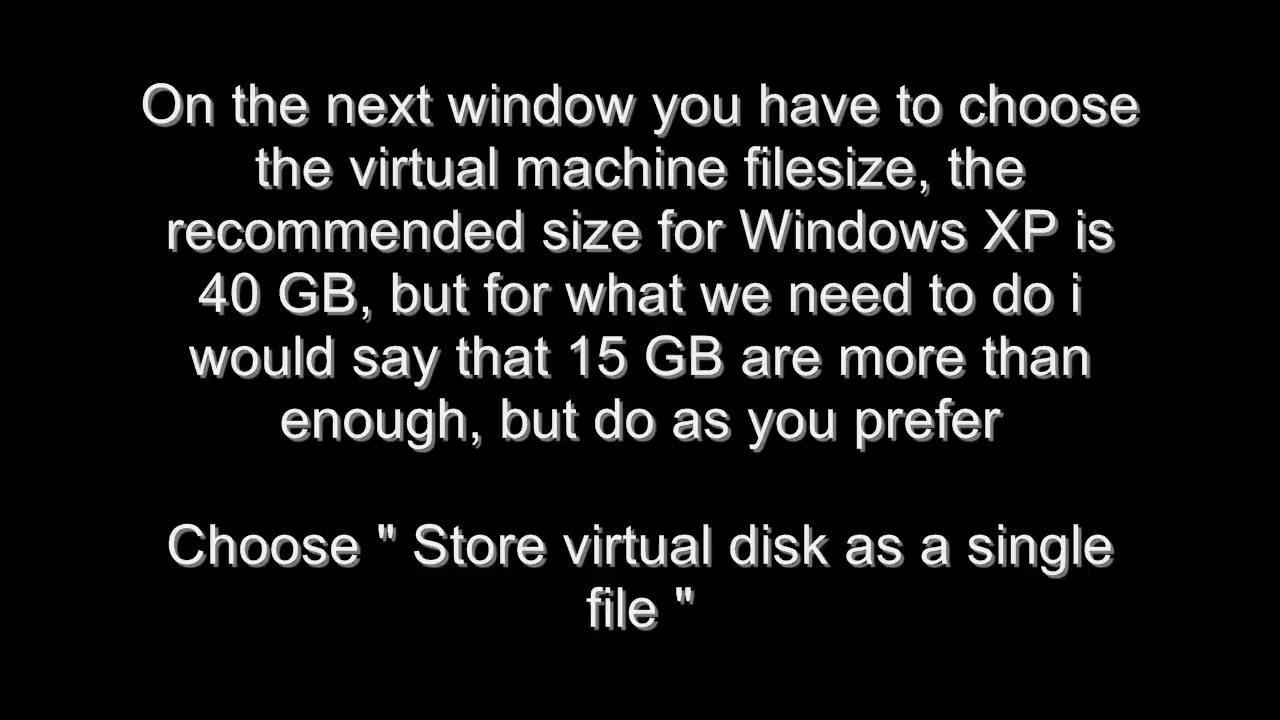 On the next window you have to choose
the virtual machine filesize, the
recommended size for Windows XP is
40 GB, but for what we need to do i
would say that 15 GB are more than
enough, but do as you prefer
Choose " Store virtual disk as a single
file "